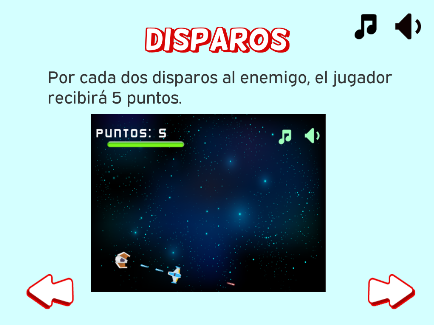 DISPAROS
Por cada dos disparos al enemigo, el jugador
recibirá 5 puntos.
PUNTOS: 5